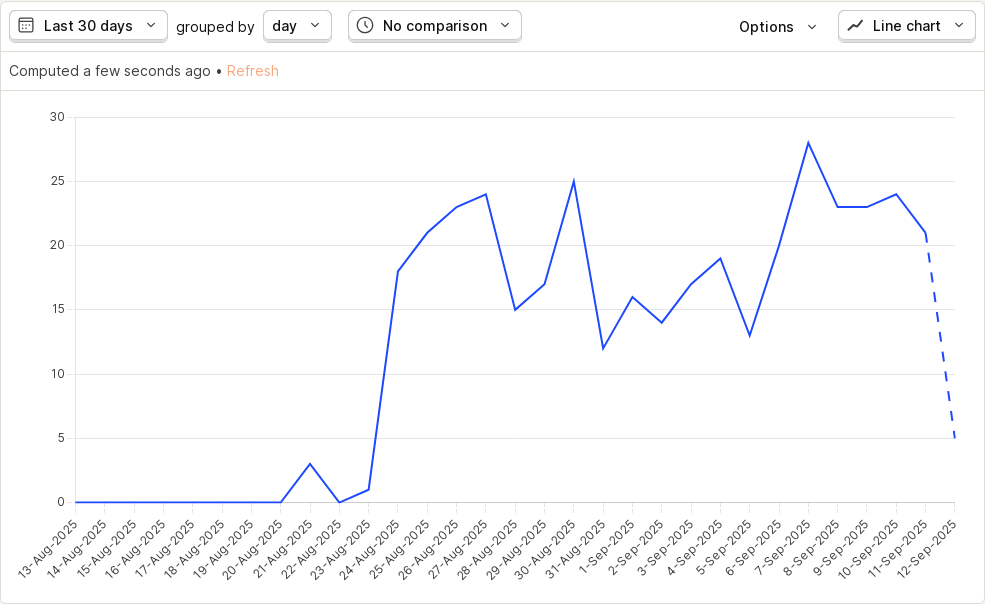 Last 30 days grouped by day No comparison Options Line chart
Computed a few seconds ago • Refresh
30
25
20
15
10
5
0
13-Aug-2025
14-Aug-2025
15-Aug-2025
16-Aug-2025
17-Aug-2025
18-Aug-2025
19-Aug-2025
20-Aug-2025
21-Aug-2025
22-Aug-2025
23-Aug-2025
24-Aug-2025
25-Aug-2025
26-Aug-2025
27-Aug-2025
28-Aug-2025
29-Aug-2025
30-Aug-2025
31-Aug-2025
1-Sep-2025
2-Sep-2025
3-Sep-2025
4-Sep-2025
5-Sep-2025
6-Sep-2025
7-Sep-2025
8-Sep-2025
9-Sep-2025
10-Sep-2025
11-Sep-2025
12-Sep-2025